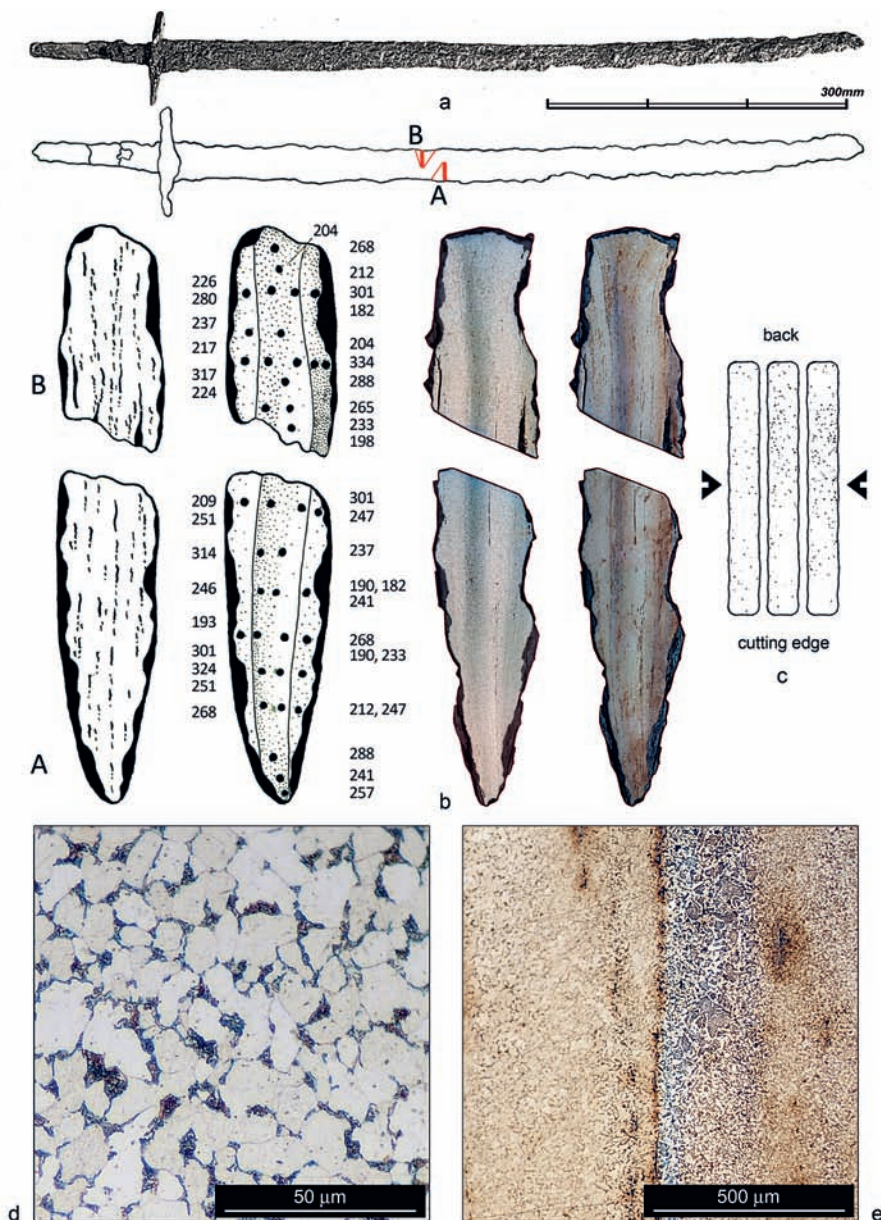 300mm
a
B
A
204
226
280
237
217
317
224
268
212
301
182
204
334
288
265
233
198
B
back
209
251
314
246
193
301
324
251
268
301
247
237
190, 182
241
268
190, 233
212, 247
288
241
257
A
b
cutting edge
c
50 μm
d
500 μm
e